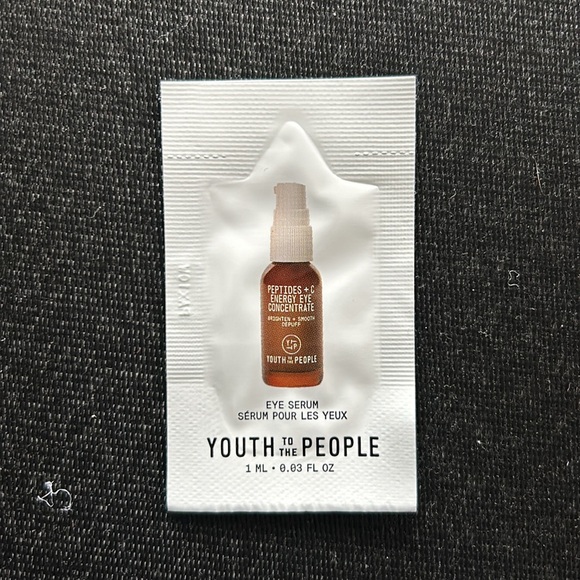 PEPTIDES + C
ENERGY EYE
CONCENTRATE
BRIGHTEN + SMOOTH
DEPUFF
YOUTH TO THE PEOPLE
EYE SERUM
SÉRUM POUR LES YEUX
YOUTH TO THE PEOPLE
1 ML • 0.03 FL OZ